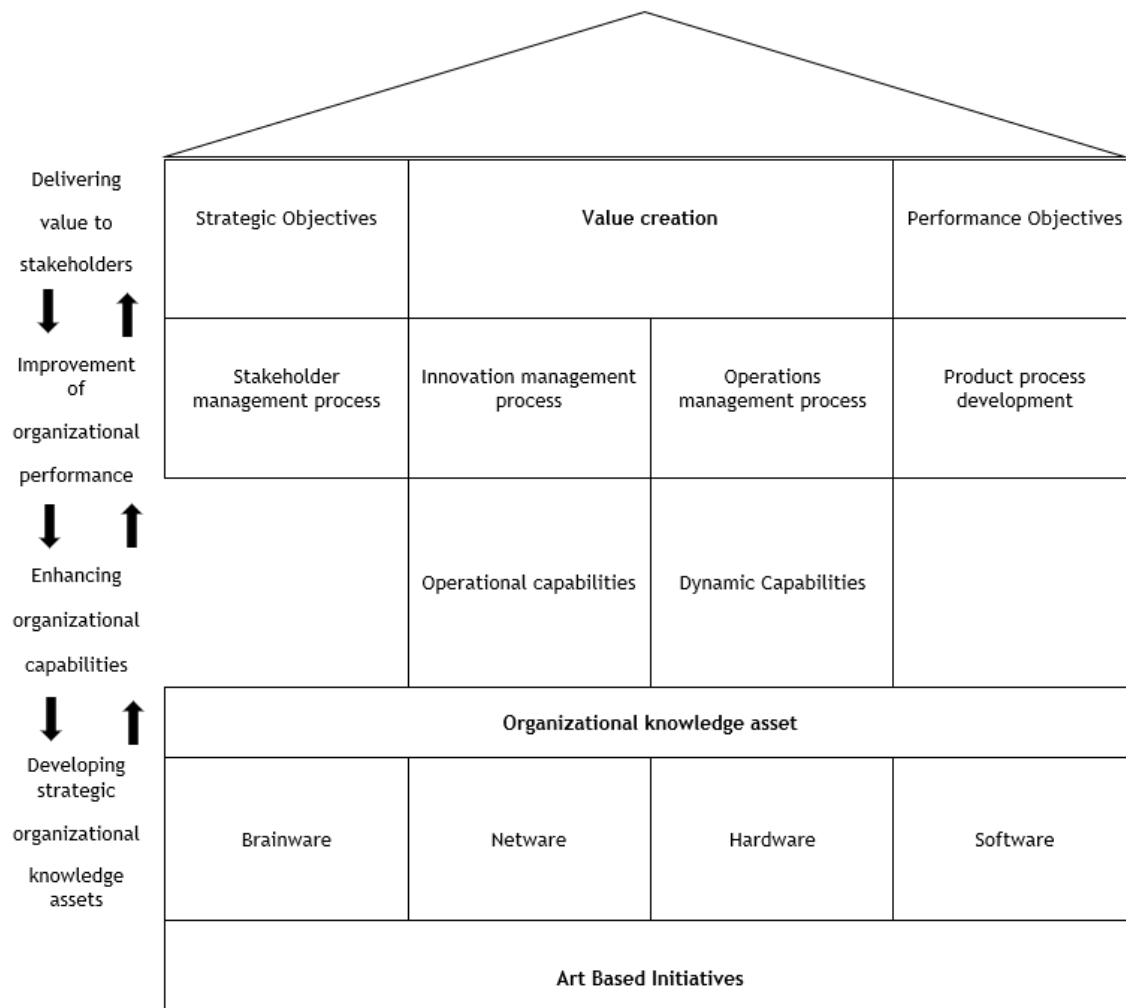 Delivering
value to
stakeholders
Strategic Objectives
Value creation
Performance Objectives
Improvement
of
organizational
performance
Stakeholder
management process
Innovation management
process
Operations
management process
Product process
development
Enhancing
organizational
capabilities
Operational capabilities
Dynamic Capabilities
Organizational knowledge asset
Developing
strategic
organizational
knowledge
assets
Brainware
Netware
Hardware
Software
Art Based Initiatives